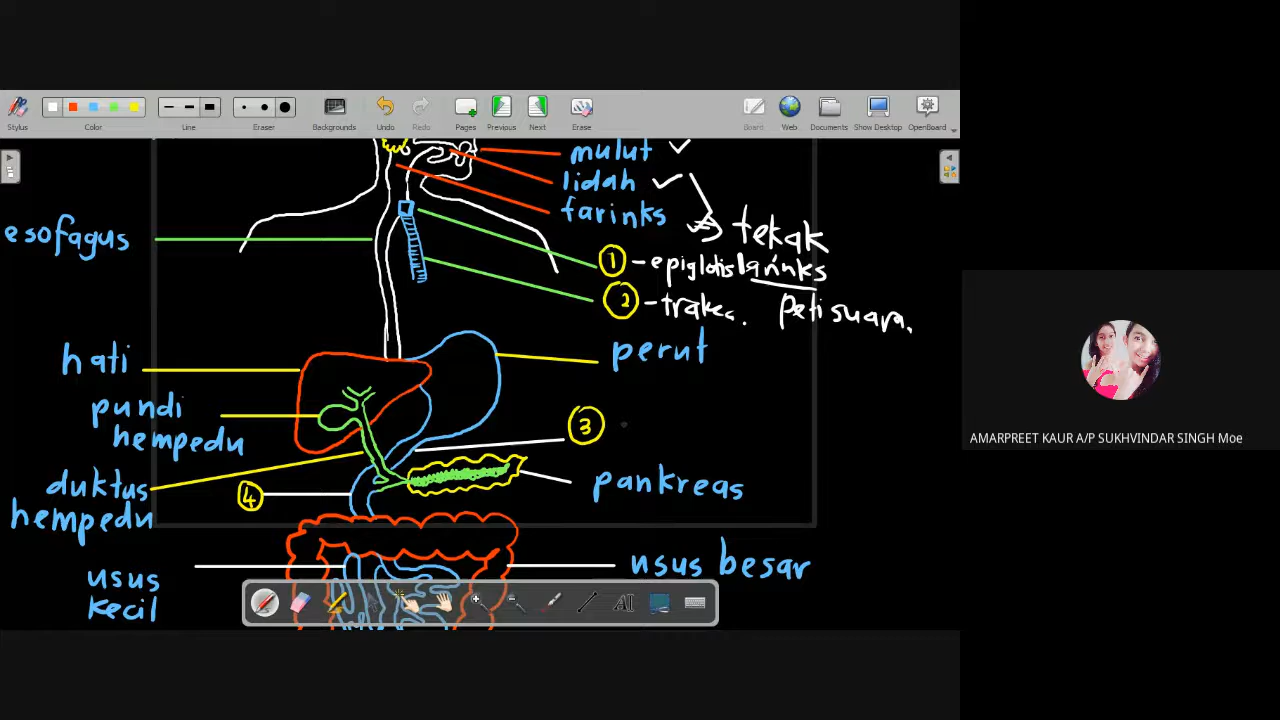 Stylus
Color
Line
Eraser
Backgrounds
Undo
Redo
Pages
Previous
Next
Erase
Board
Web
Documents
Show Desktop
OpenBoard
mulut
lidah
farinks
tekak
esofagus
1 - epiglotis larinks
2 - trakea. Peti suara.
hati
perut
pundi
hempedu
3
duktus
hempedu
4
pankreas
usus
kecil
usus besar
AI
AMARPREET KAUR A/P SUKHVINDAR SINGH Moe